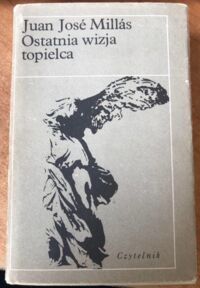 Juan José Millás
Ostatnia wizja
topielca
Czytelnik